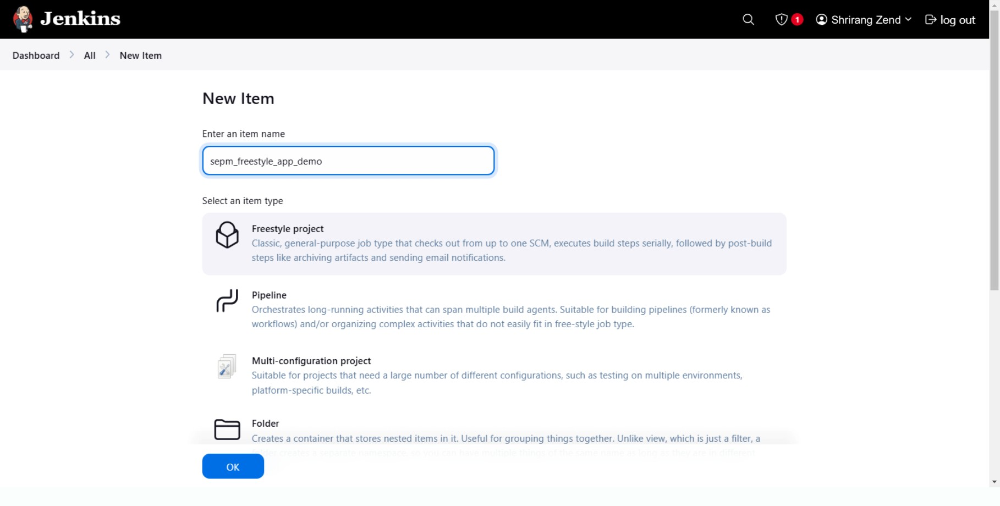 Jenkins
1
Shrirang Zend
log out
Dashboard > All > New Item
New Item
Enter an item name
sepm_freestyle_app_demo
Select an item type
Freestyle project
Classic, general-purpose job type that checks out from up to one SCM, executes build steps serially, followed by post-build
steps like archiving artifacts and sending email notifications.
Pipeline
Orchestrates long-running activities that can span multiple build agents. Suitable for building pipelines (formerly known as
workflows) and/or organizing complex activities that do not easily fit in free-style job type.
Multi-configuration project
Suitable for projects that need a large number of different configurations, such as testing on multiple environments,
platform-specific builds, etc.
Folder
Creates a container that stores nested items in it. Useful for grouping things together. Unlike view, which is just a filter, a
folder creates a separate namespace, so you can have multiple things of the same name as long as they are in different
OK